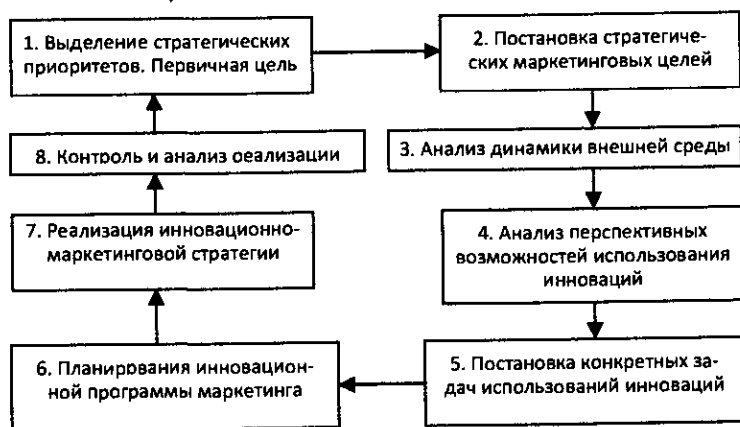 1. Выделение стратегических
приоритетов. Первичная цель
2. Постановка стратегиче-
ских маркетинговых целей
3. Анализ динамики внешней среды
4. Анализ перспективных
возможностей использования
инноваций
5. Постановка конкретных за-
дач использований инноваций
6. Планирования инновацион-
ной программы маркетинга
7. Реализация инновационно-
маркетинговой стратегии
8. Контроль и анализ реализации